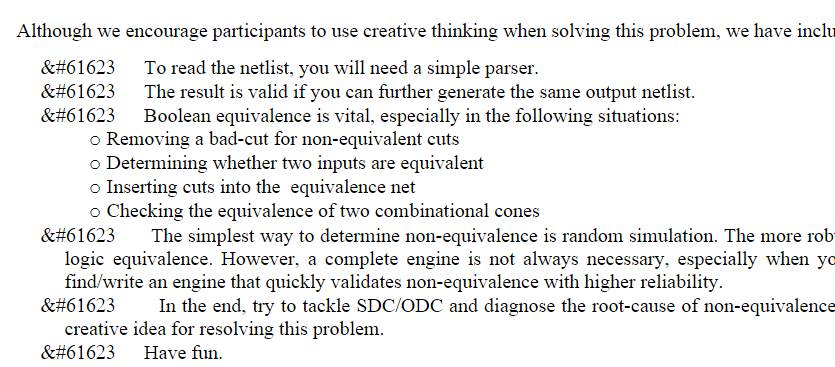 Although we encourage participants to use creative thinking when solving this problem, we have inclu
&#61623 To read the netlist, you will need a simple parser.
&#61623 The result is valid if you can further generate the same output netlist.
&#61623 Boolean equivalence is vital, especially in the following situations:
o Removing a bad-cut for non-equivalent cuts
o Determining whether two inputs are equivalent
o Inserting cuts into the equivalence net
o Checking the equivalence of two combinational cones
&#61623 The simplest way to determine non-equivalence is random simulation. The more rob
logic equivalence. However, a complete engine is not always necessary, especially when yo
find/write an engine that quickly validates non-equivalence with higher reliability.
&#61623 In the end, try to tackle SDC/ODC and diagnose the root-cause of non-equivalence
creative idea for resolving this problem.
&#61623 Have fun.